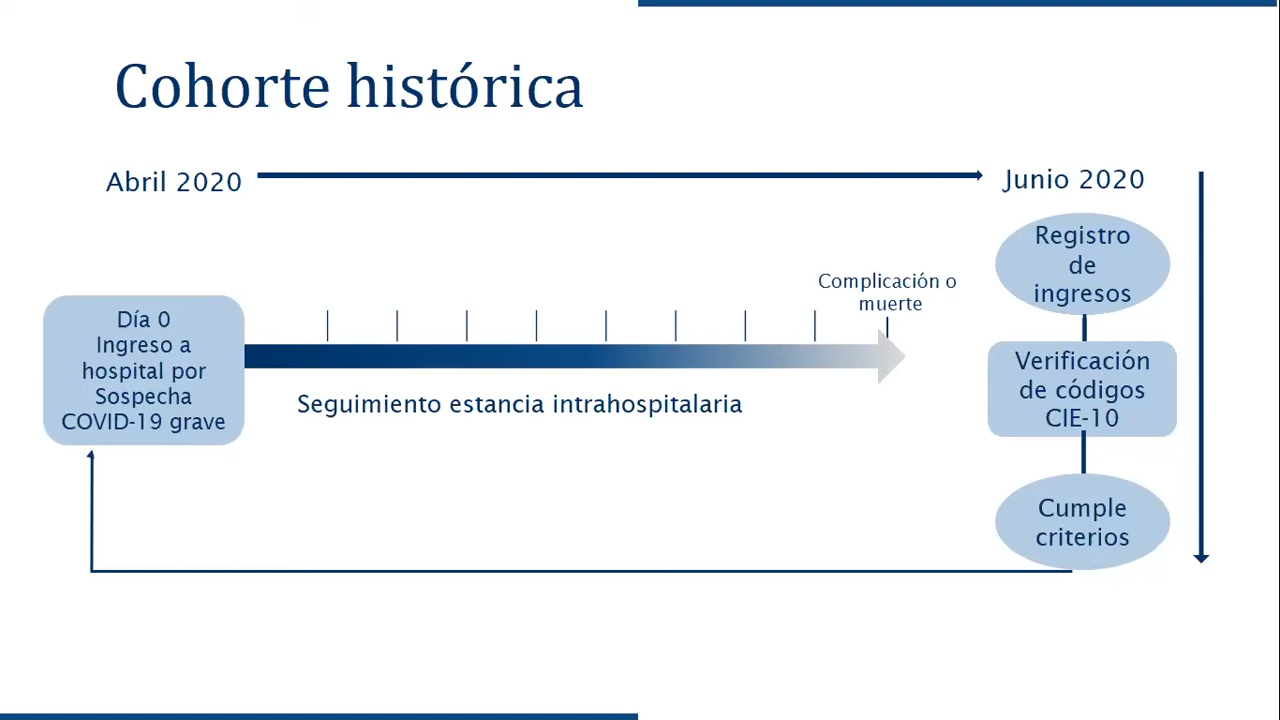 Cohorte histórica
Abril 2020
Junio 2020
Registro
de
ingresos
Complicación o
muerte
Día 0
Ingreso a
hospital por
Sospecha
COVID-19 grave
Seguimiento estancia intrahospitalaria
Verificación
de códigos
CIE-10
Cumple
criterios